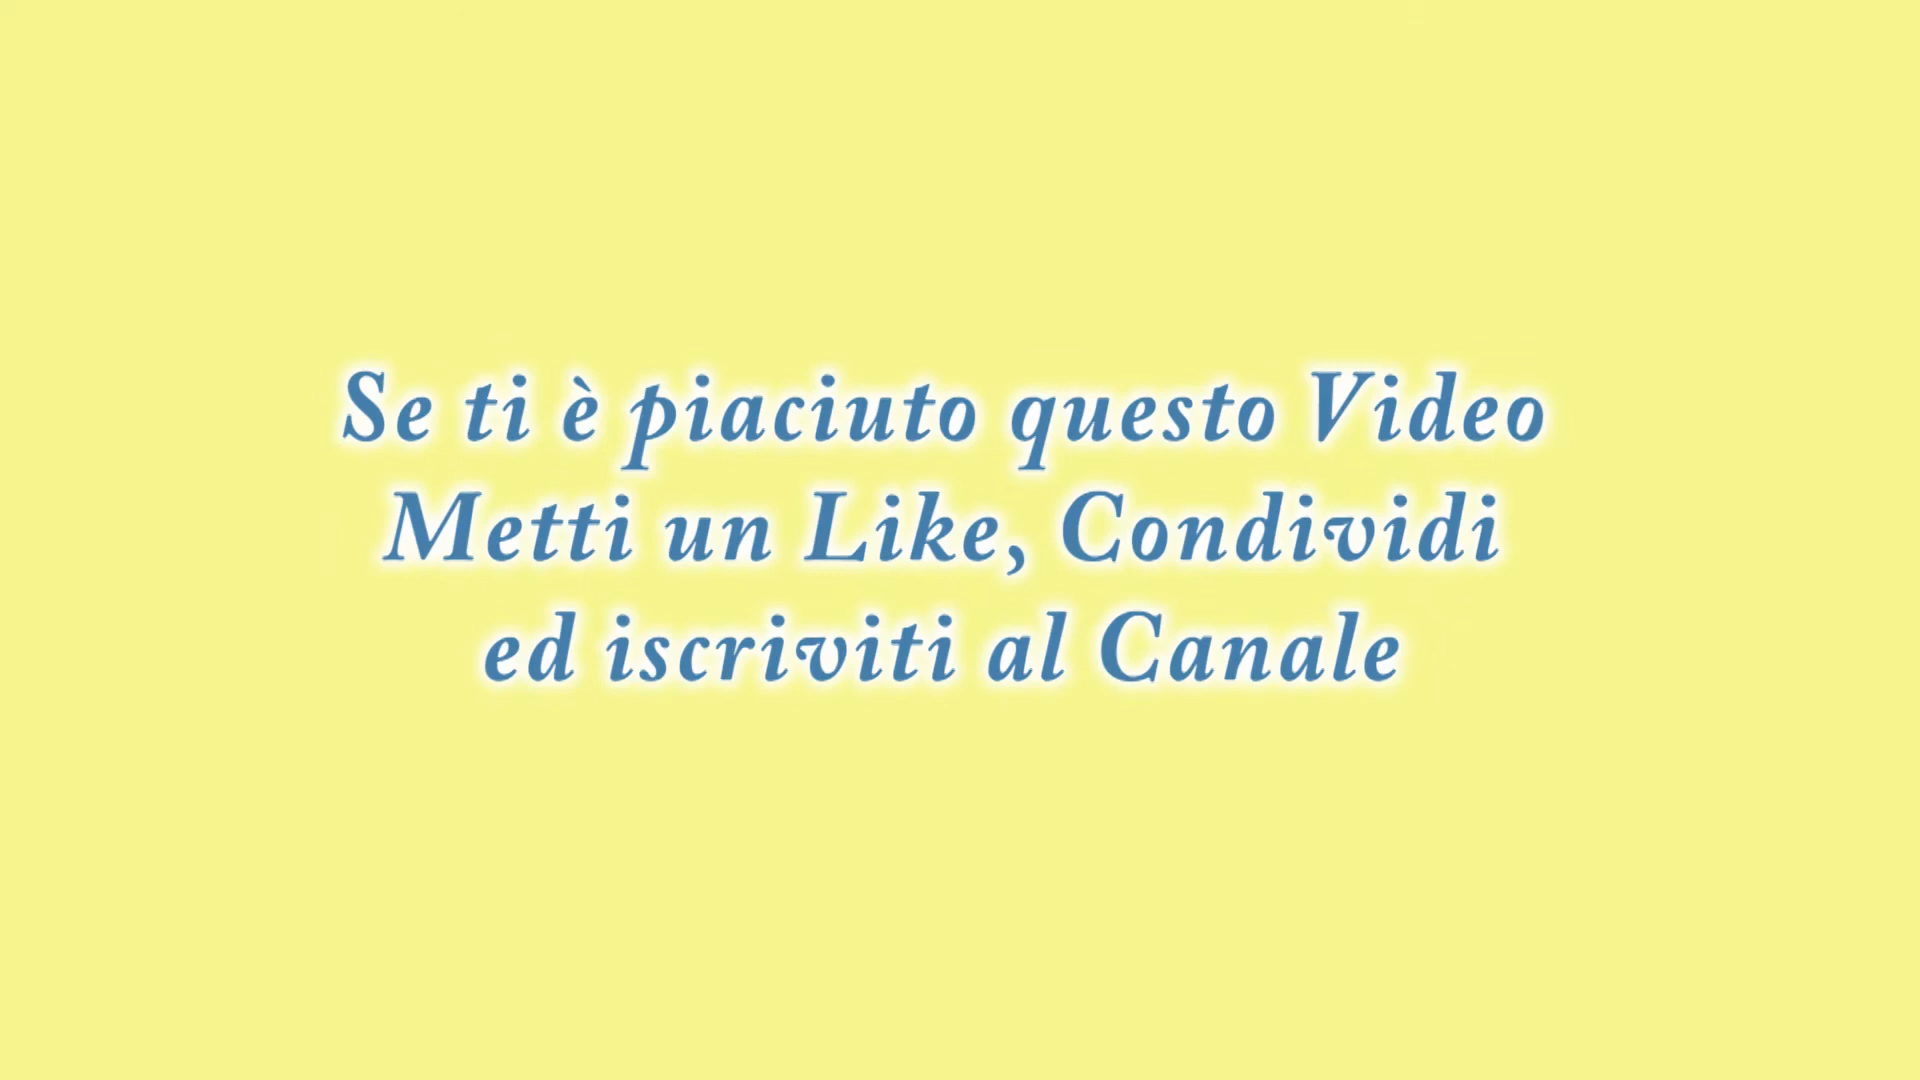 Se ti è piaciuto questo Video
Metti un Like, Condividi
ed iscriviti al Canale